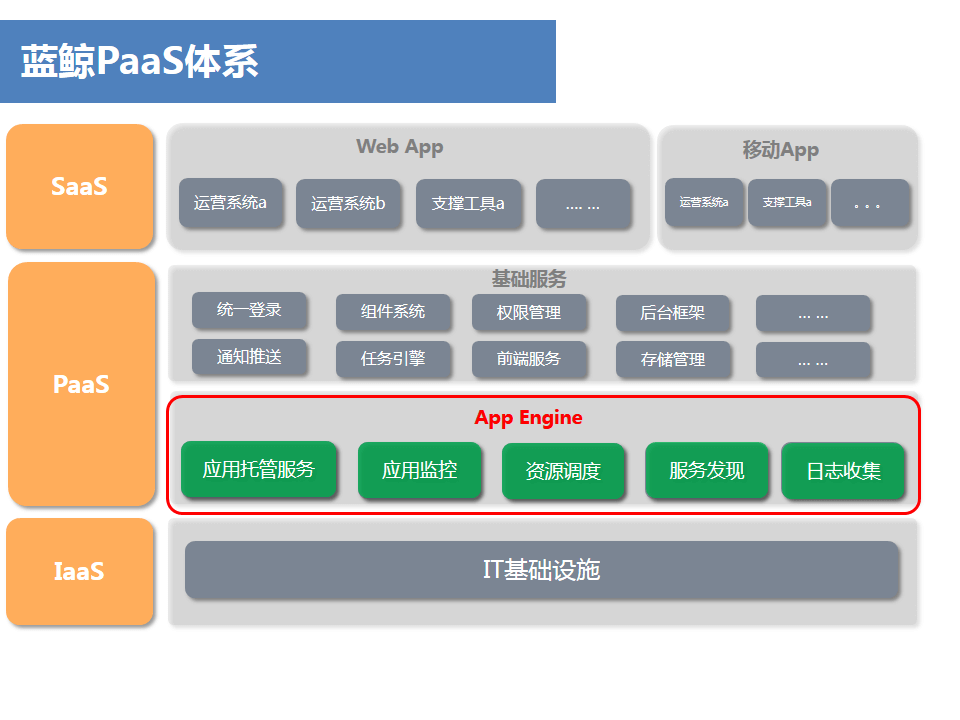 蓝鲸PaaS体系
SaaS
Web App
运营系统a
运营系统b
支撑工具a
.... ...
移动App
运营系统a
支撑工具a
。。。
PaaS
基础服务
统一登录
组件系统
权限管理
后台框架
... ...
通知推送
任务引擎
前端服务
存储管理
... ...
App Engine
应用托管服务
应用监控
资源调度
服务发现
日志收集
IaaS
IT基础设施